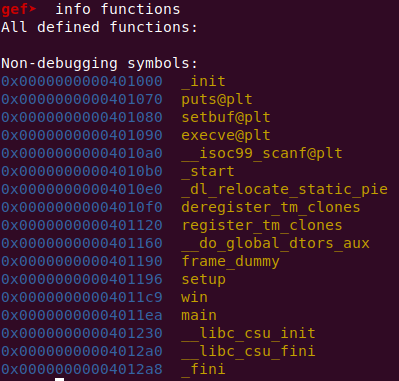 gef➤  info functions
All defined functions:

Non-debugging symbols:
0x0000000000401000  _init
0x0000000000401070  puts@plt
0x0000000000401080  setbuf@plt
0x0000000000401090  execve@plt
0x00000000004010a0  __isoc99_scanf@plt
0x00000000004010b0  _start
0x00000000004010e0  _dl_relocate_static_pie
0x00000000004010f0  deregister_tm_clones
0x0000000000401120  register_tm_clones
0x0000000000401160  __do_global_dtors_aux
0x0000000000401190  frame_dummy
0x0000000000401196  setup
0x00000000004011c9  win
0x00000000004011ea  main
0x0000000000401230  __libc_csu_init
0x00000000004012a0  __libc_csu_fini
0x00000000004012a8  _fini